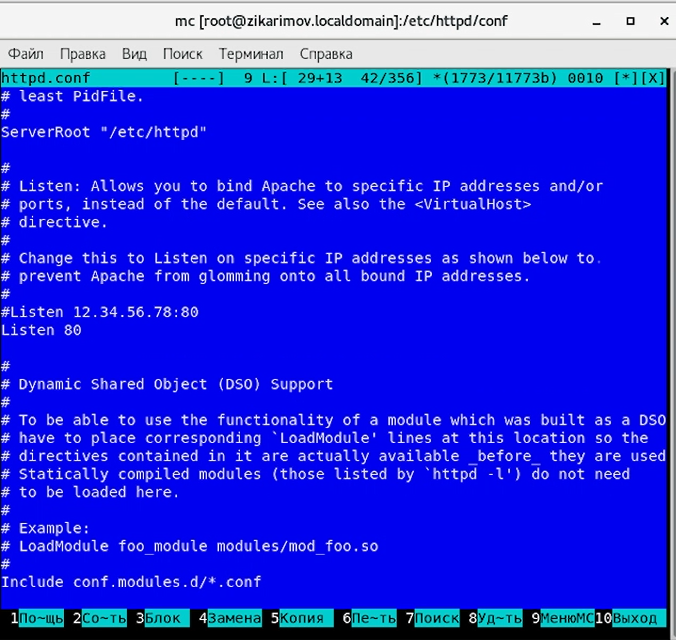 mc [root@zikarimov.localdomain]:/etc/httpd/conf
Файл Правка Вид Поиск Терминал Справка
httpd.conf [----] 9 L:[ 29+13 42/356] *(1773/11773b) 0010 [*][X]
# least PidFile.
#
ServerRoot "/etc/httpd"
#
# Listen: Allows you to bind Apache to specific IP addresses and/or
# ports, instead of the default. See also the <VirtualHost>
# directive.
#
# Change this to Listen on specific IP addresses as shown below to.
# prevent Apache from glomming onto all bound IP addresses.
#
#Listen 12.34.56.78:80
Listen 80
#
# Dynamic Shared Object (DSO) Support
#
# To be able to use the functionality of a module which was built as a DSO
# have to place corresponding `LoadModule' lines at this location so the
# directives contained in it are actually available _before_ they are used
# Statically compiled modules (those listed by `httpd -l') do not need
# to be loaded here.
#
# Example:
# LoadModule foo_module modules/mod_foo.so
#
Include conf.modules.d/*.conf
1По~щь 2Со~ть 3Блок 4Замена 5Копия 6Пе~ть 7Поиск 8Уд~ть 9МенюMC 10Выход